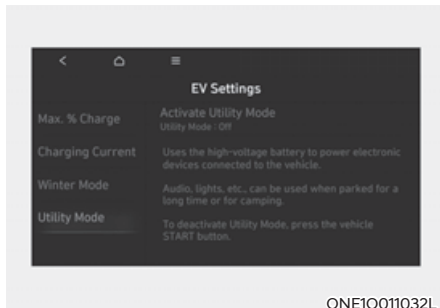 EV Settings
Max. % Charge
Activate Utility Mode
Utility Mode : Off
Charging Current
Uses the high-voltage battery to power electronic
devices connected to the vehicle.
Winter Mode
Audio, lights, etc., can be used when parked for a
long time or for camping.
Utility Mode
To deactivate Utility Mode, press the vehicle
START button.
ONE1Q011032L